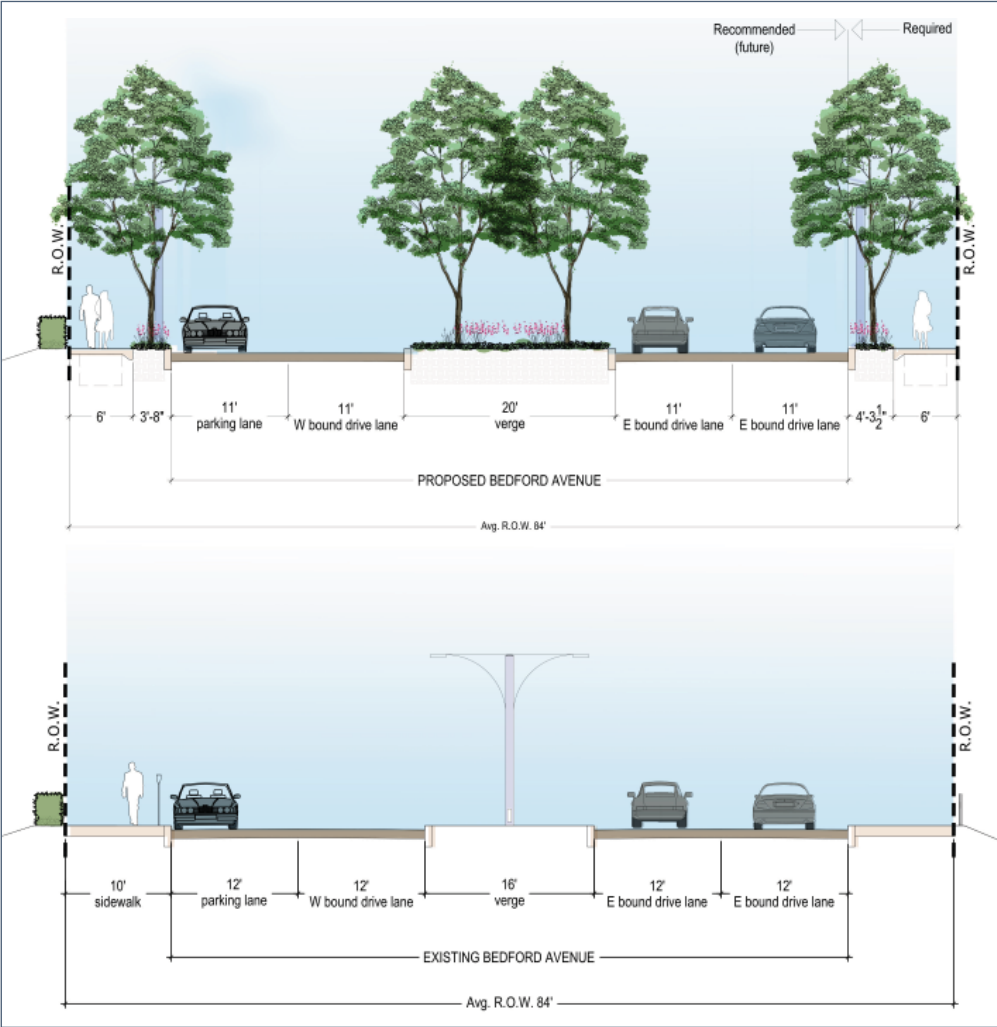 Recommended
(future)
Required
R.O.W.
R.O.W.
6'
3'-8"
11'
parking lane
11'
W bound drive lane
20'
verge
11'
E bound drive lane
11'
E bound drive lane
4'-3 1/2"
6'
PROPOSED BEDFORD AVENUE
Avg. R.O.W. 84'
R.O.W.
R.O.W.
10'
sidewalk
12'
parking lane
12'
W bound drive lane
16'
verge
12'
E bound drive lane
12'
E bound drive lane
EXISTING BEDFORD AVENUE
Avg. R.O.W. 84'